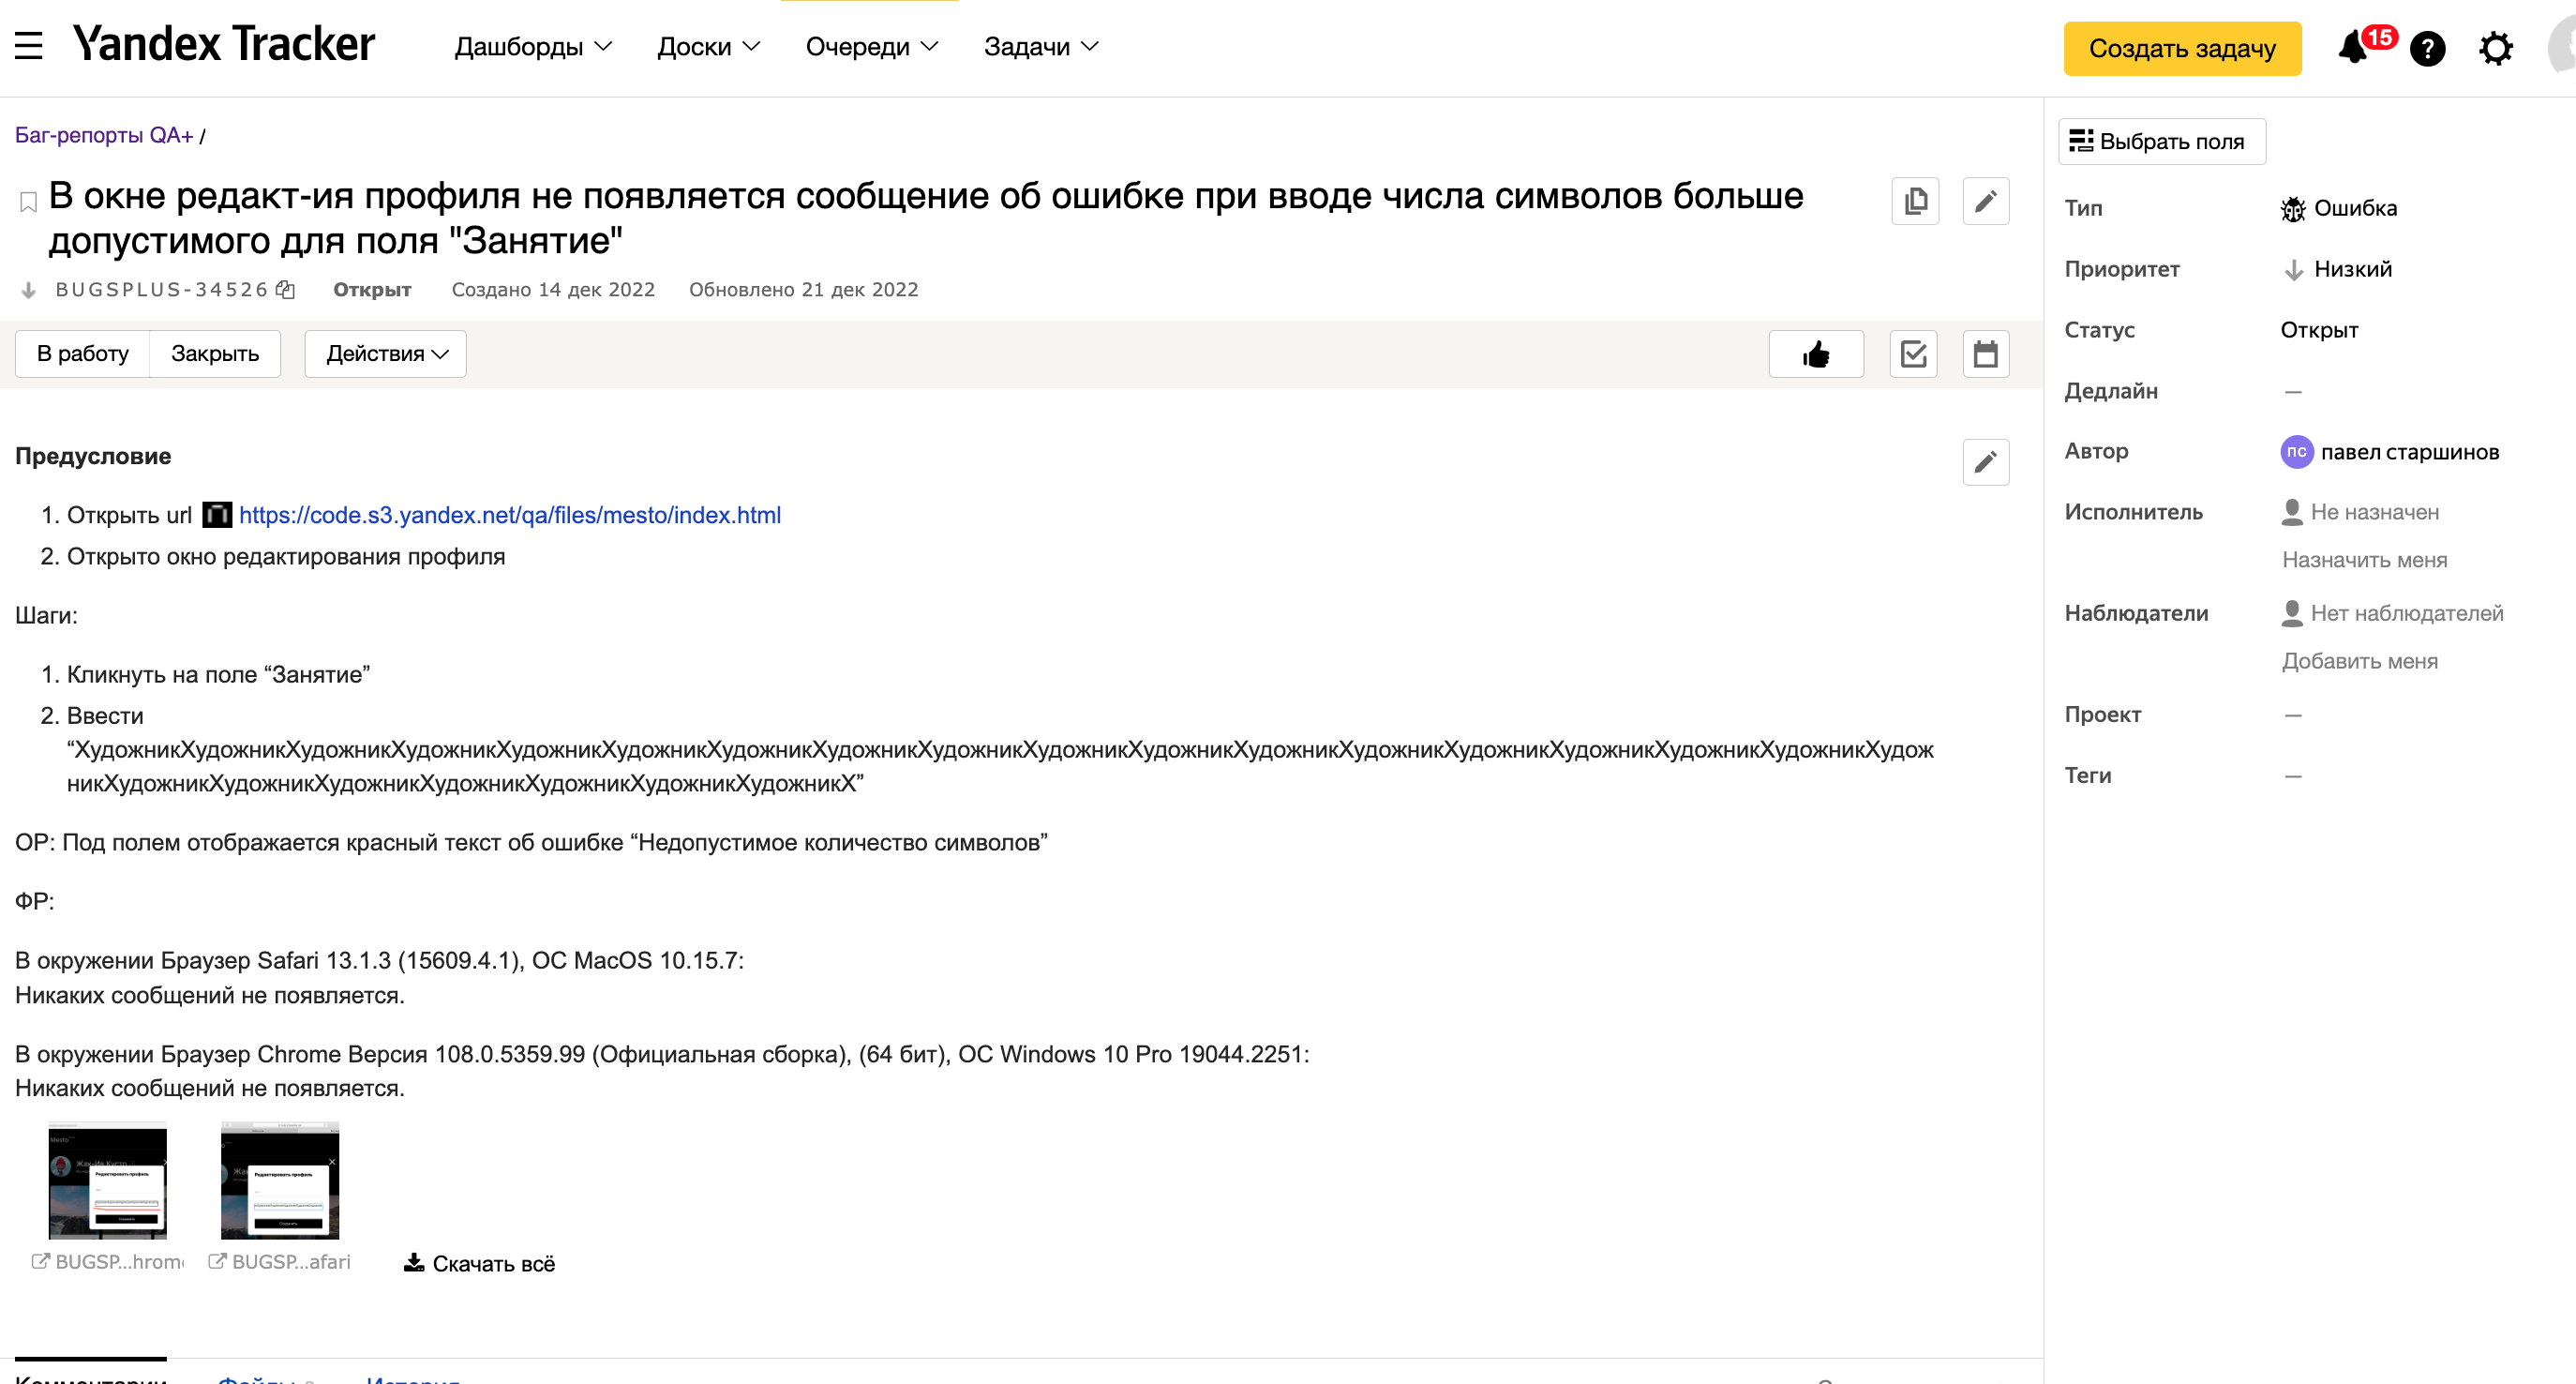 Yandex Tracker
Дашборды
Доски
Очереди
Задачи
Создать задачу
15
?
Баг-репорты QA+ /
В окне редакт-ия профиля не появляется сообщение об ошибке при вводе числа символов больше
допустимого для поля "Занятие"
BUGSPLUS-34526 Открыт Создано 14 дек 2022 Обновлено 21 дек 2022
В работу
Закрыть
Действия
Предусловие
1. Открыть url https://code.s3.yandex.net/qa/files/mesto/index.html
2. Открыто окно редактирования профиля
Шаги:
1. Кликнуть на поле “Занятие”
2. Ввести
“ХудожникХудожникХудожникХудожникХудожникХудожникХудожникХудожникХудожникХудожникХудожникХудожникХудожникХудожникХудожникХудожникХудожникХудож
никХудожникХудожникХудожникХудожникХудожникХудожникХудожникХ”
ОР: Под полем отображается красный текст об ошибке “Недопустимое количество символов”
ФР:
В окружении Браузер Safari 13.1.3 (15609.4.1), ОС MacOS 10.15.7:
Никаких сообщений не появляется.
В окружении Браузер Chrome Версия 108.0.5359.99 (Официальная сборка), (64 бит), ОС Windows 10 Pro 19044.2251:
Никаких сообщений не появляется.
Mesto
Редактировать профиль
Редактировать профиль
BUGSP...hrome
BUGSP...afari
Скачать всё
Комментарии
Файлы
История
Выбрать поля
Тип Ошибка
Приоритет Низкий
Статус Открыт
Дедлайн —
Автор ПС павел старшинов
Исполнитель Не назначен
Назначить меня
Наблюдатели Нет наблюдателей
Добавить меня
Проект —
Теги —